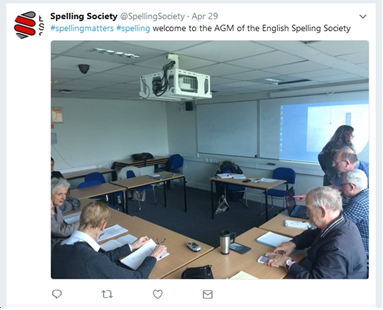 Spelling Society @SpellingSociety · Apr 29
#spellingmatters #spelling welcome to the AGM of the English Spelling Society